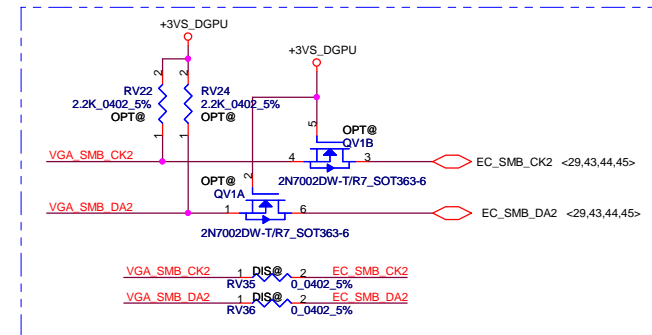 +3VS_DGPU
+3VS_DGPU
2
2
RV22
RV24
2.2K_0402_5%
2.2K_0402_5%
OPT@
OPT@
1
1
5
OPT@
QV1B
VGA_SMB_CK2
4
3
EC_SMB_CK2 <29,43,44,45>
2N7002DW-T/R7_SOT363-6
2
OPT@
QV1A
VGA_SMB_DA2
1
6
EC_SMB_DA2 <29,43,44,45>
2N7002DW-T/R7_SOT363-6
VGA_SMB_CK2 1 DIS@ 2 EC_SMB_CK2
RV35 0_0402_5%
VGA_SMB_DA2 1 DIS@ 2 EC_SMB_DA2
RV36 0_0402_5%